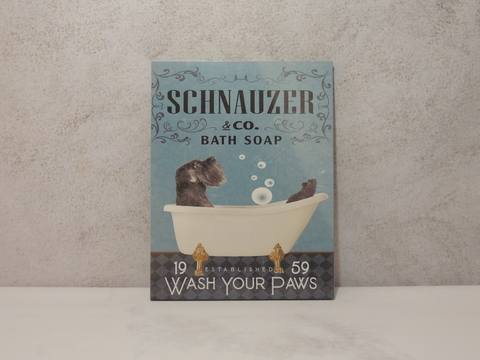 SCHNAUZER
& CO.
BATH SOAP
19 ESTABLISHED 59
WASH YOUR PAWS